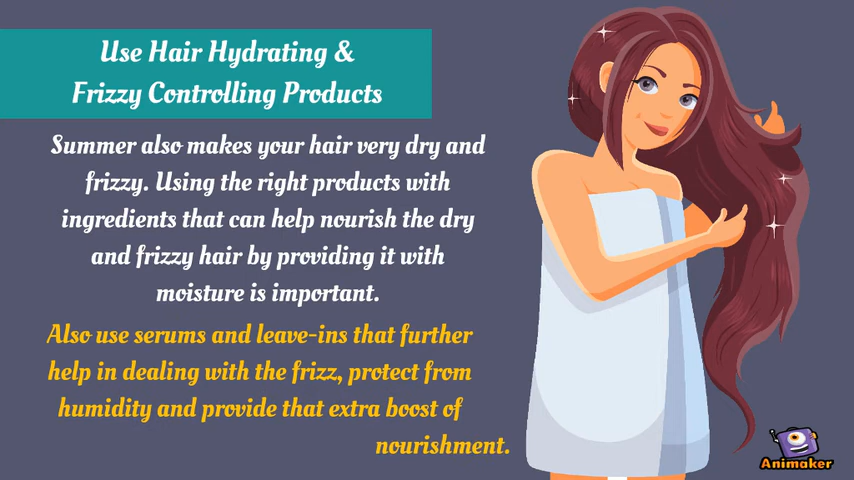 Use Hair Hydrating &
Frizzy Controlling Products
Summer also makes your hair very dry and
frizzy. Using the right products with
ingredients that can help nourish the dry
and frizzy hair by providing it with
moisture is important.
Also use serums and leave-ins that further
help in dealing with the frizz, protect from
humidity and provide that extra boost of
nourishment.
Animaker